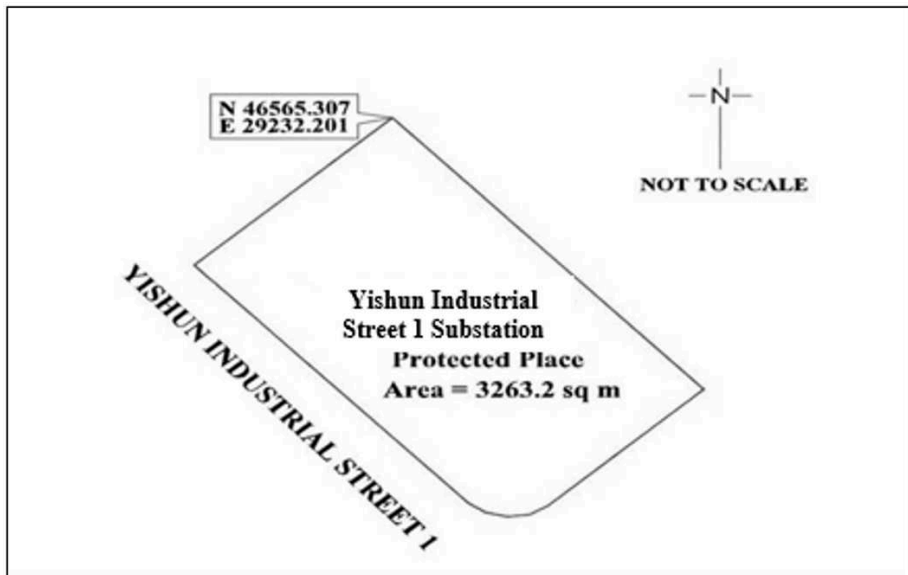 N 46565.307
E 29232.201
N
NOT TO SCALE
Yishun Industrial
Street 1 Substation
Protected Place
Area = 3263.2 sq m
YISHUN INDUSTRIAL STREET 1